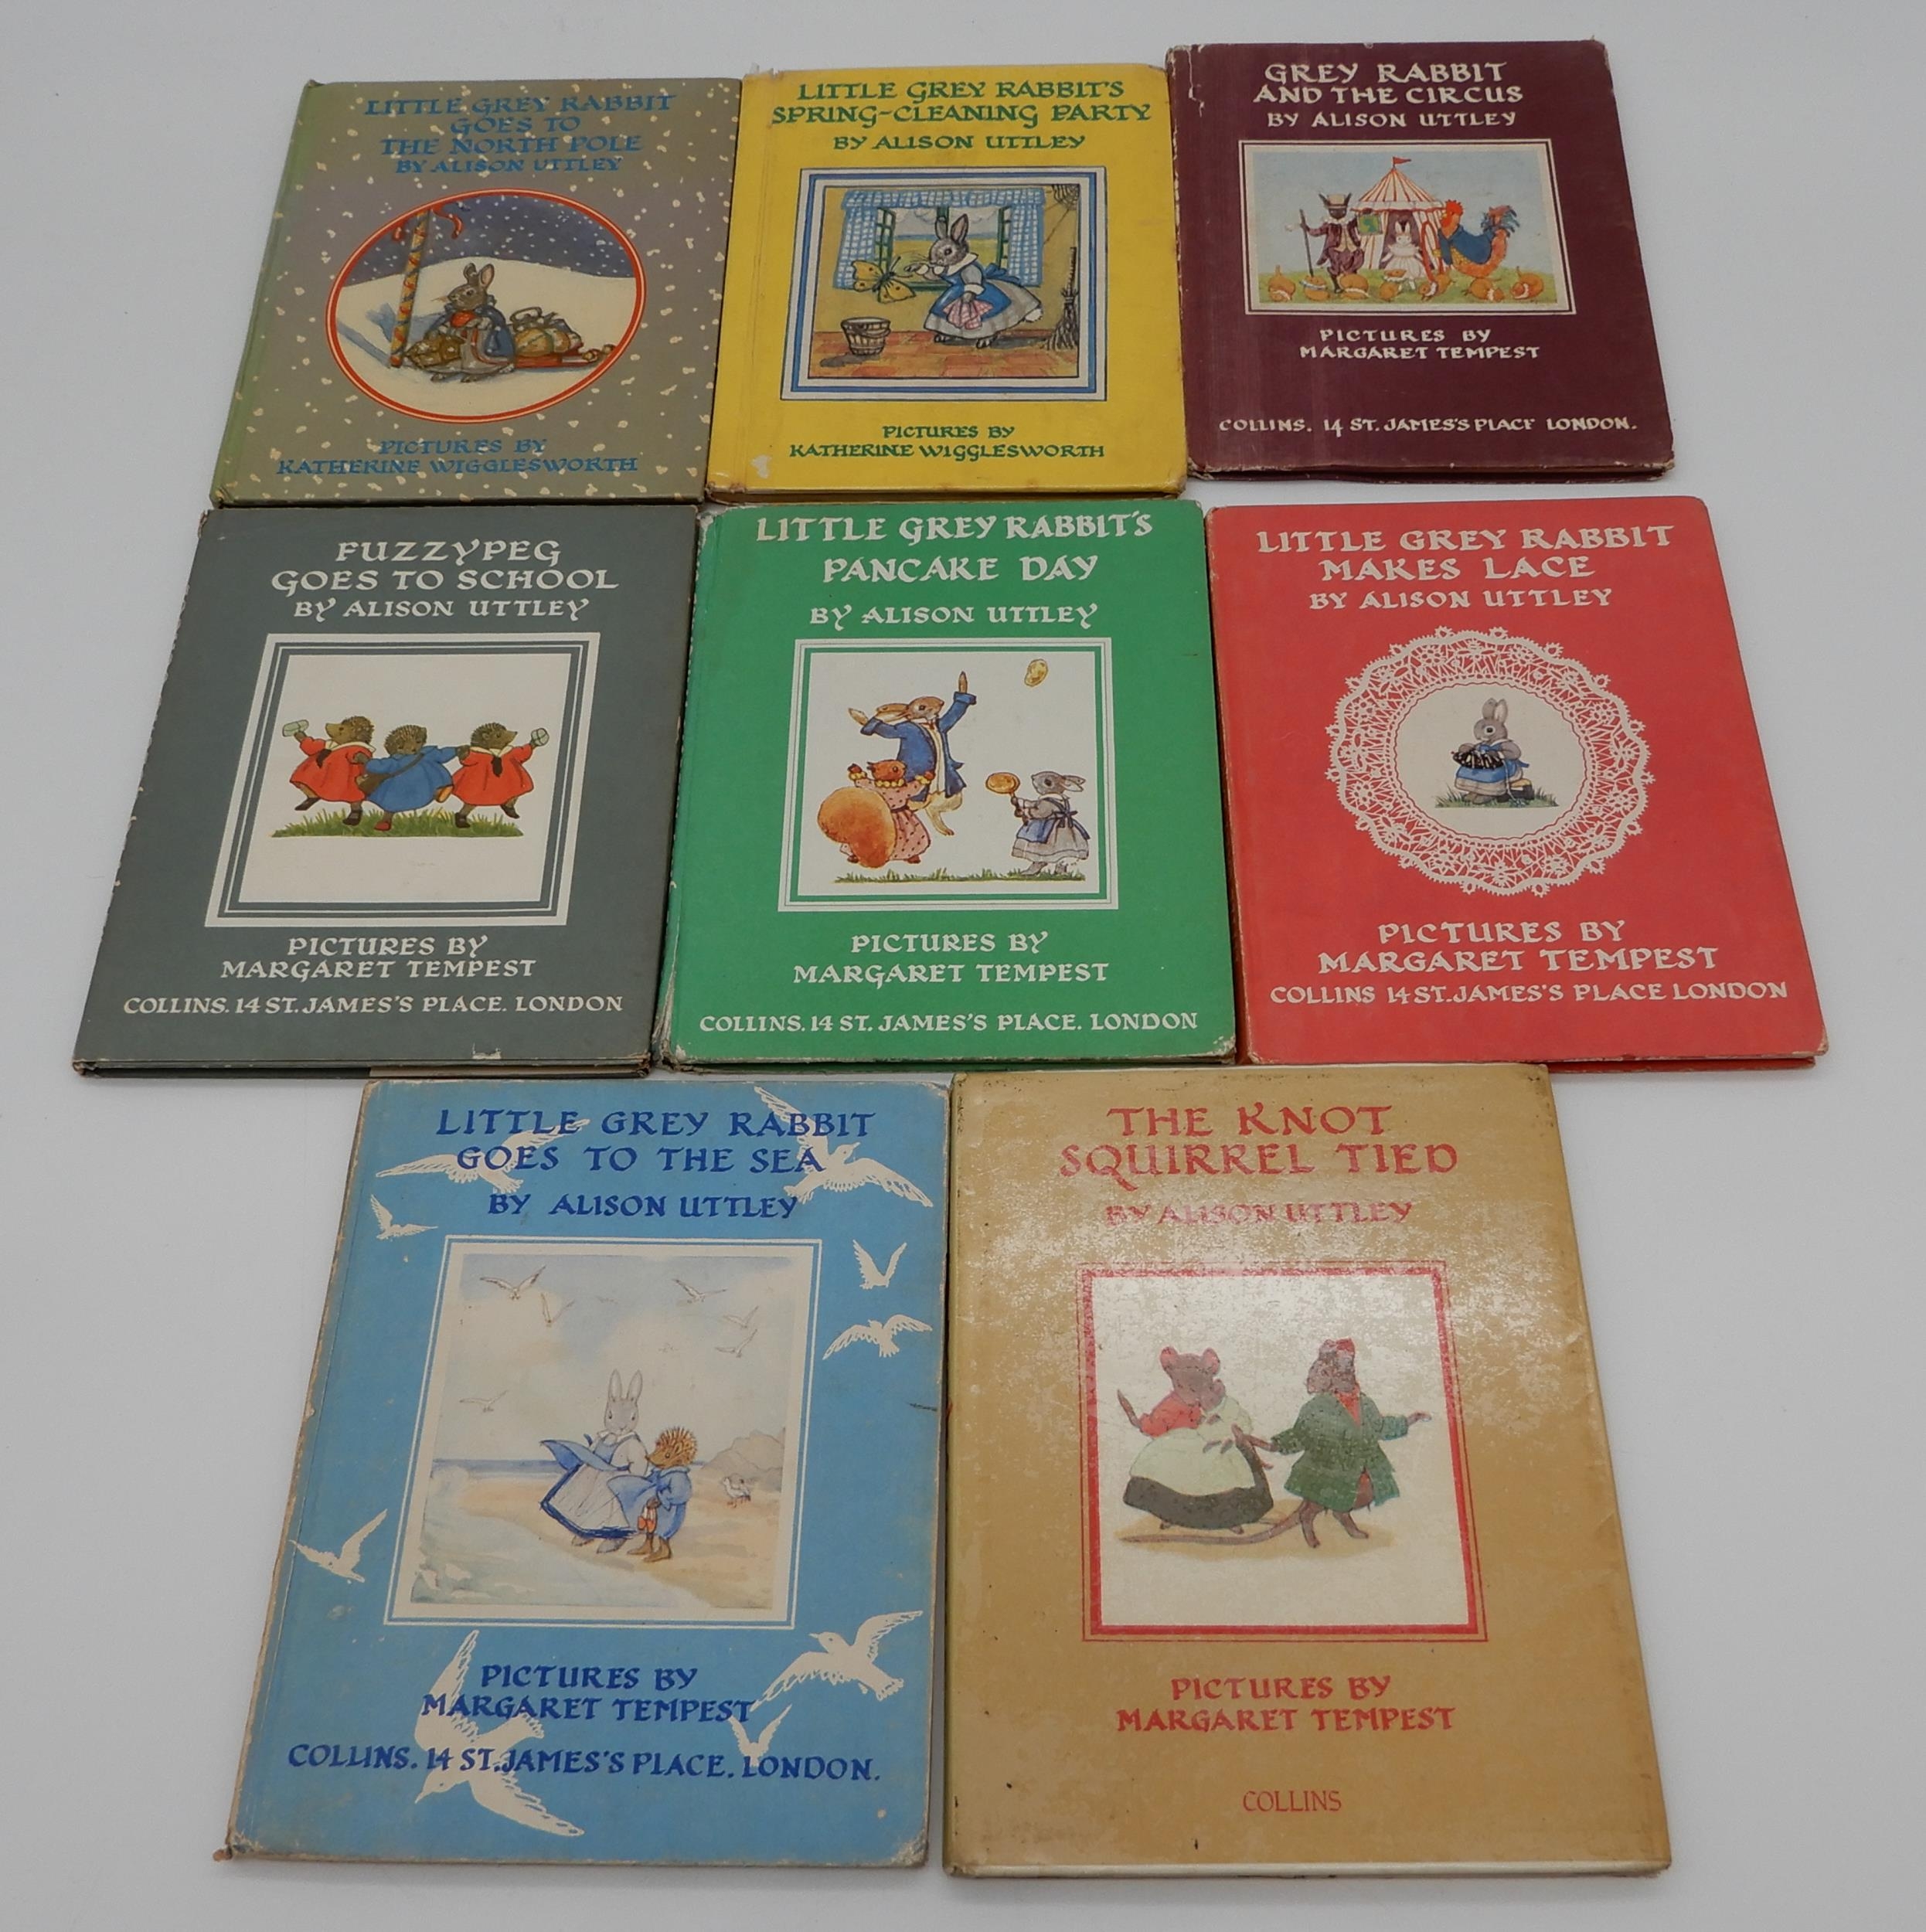 LITTLE GREY RABBIT
GOES TO
THE NORTH POLE
BY ALISON UTTLEY
PICTURES BY
KATHERINE WIGGLESWORTH
LITTLE GREY RABBIT'S
SPRING-CLEANING PARTY
BY ALISON UTTLEY
PICTURES BY
KATHERINE WIGGLESWORTH
GREY RABBIT
AND THE CIRCUS
BY ALISON UTTLEY
PICTURES BY
MARGARET TEMPEST
COLLINS. 14 ST. JAMES'S PLACE LONDON.
FUZZYPEG
GOES TO SCHOOL
BY ALISON UTTLEY
PICTURES BY
MARGARET TEMPEST
COLLINS. 14 ST. JAMES'S PLACE. LONDON
LITTLE GREY RABBIT'S
PANCAKE DAY
BY ALISON UTTLEY
PICTURES BY
MARGARET TEMPEST
COLLINS. 14 ST. JAMES'S PLACE. LONDON
LITTLE GREY RABBIT
MAKES LACE
BY ALISON UTTLEY
PICTURES BY
MARGARET TEMPEST
COLLINS 14 ST. JAMES'S PLACE LONDON
LITTLE GREY RABBIT
GOES TO THE SEA
BY ALISON UTTLEY
PICTURES BY
MARGARET TEMPEST
COLLINS. 14 ST. JAMES'S PLACE. LONDON.
THE KNOT
SQUIRREL TIED
BY ALISON UTTLEY
PICTURES BY
MARGARET TEMPEST
COLLINS